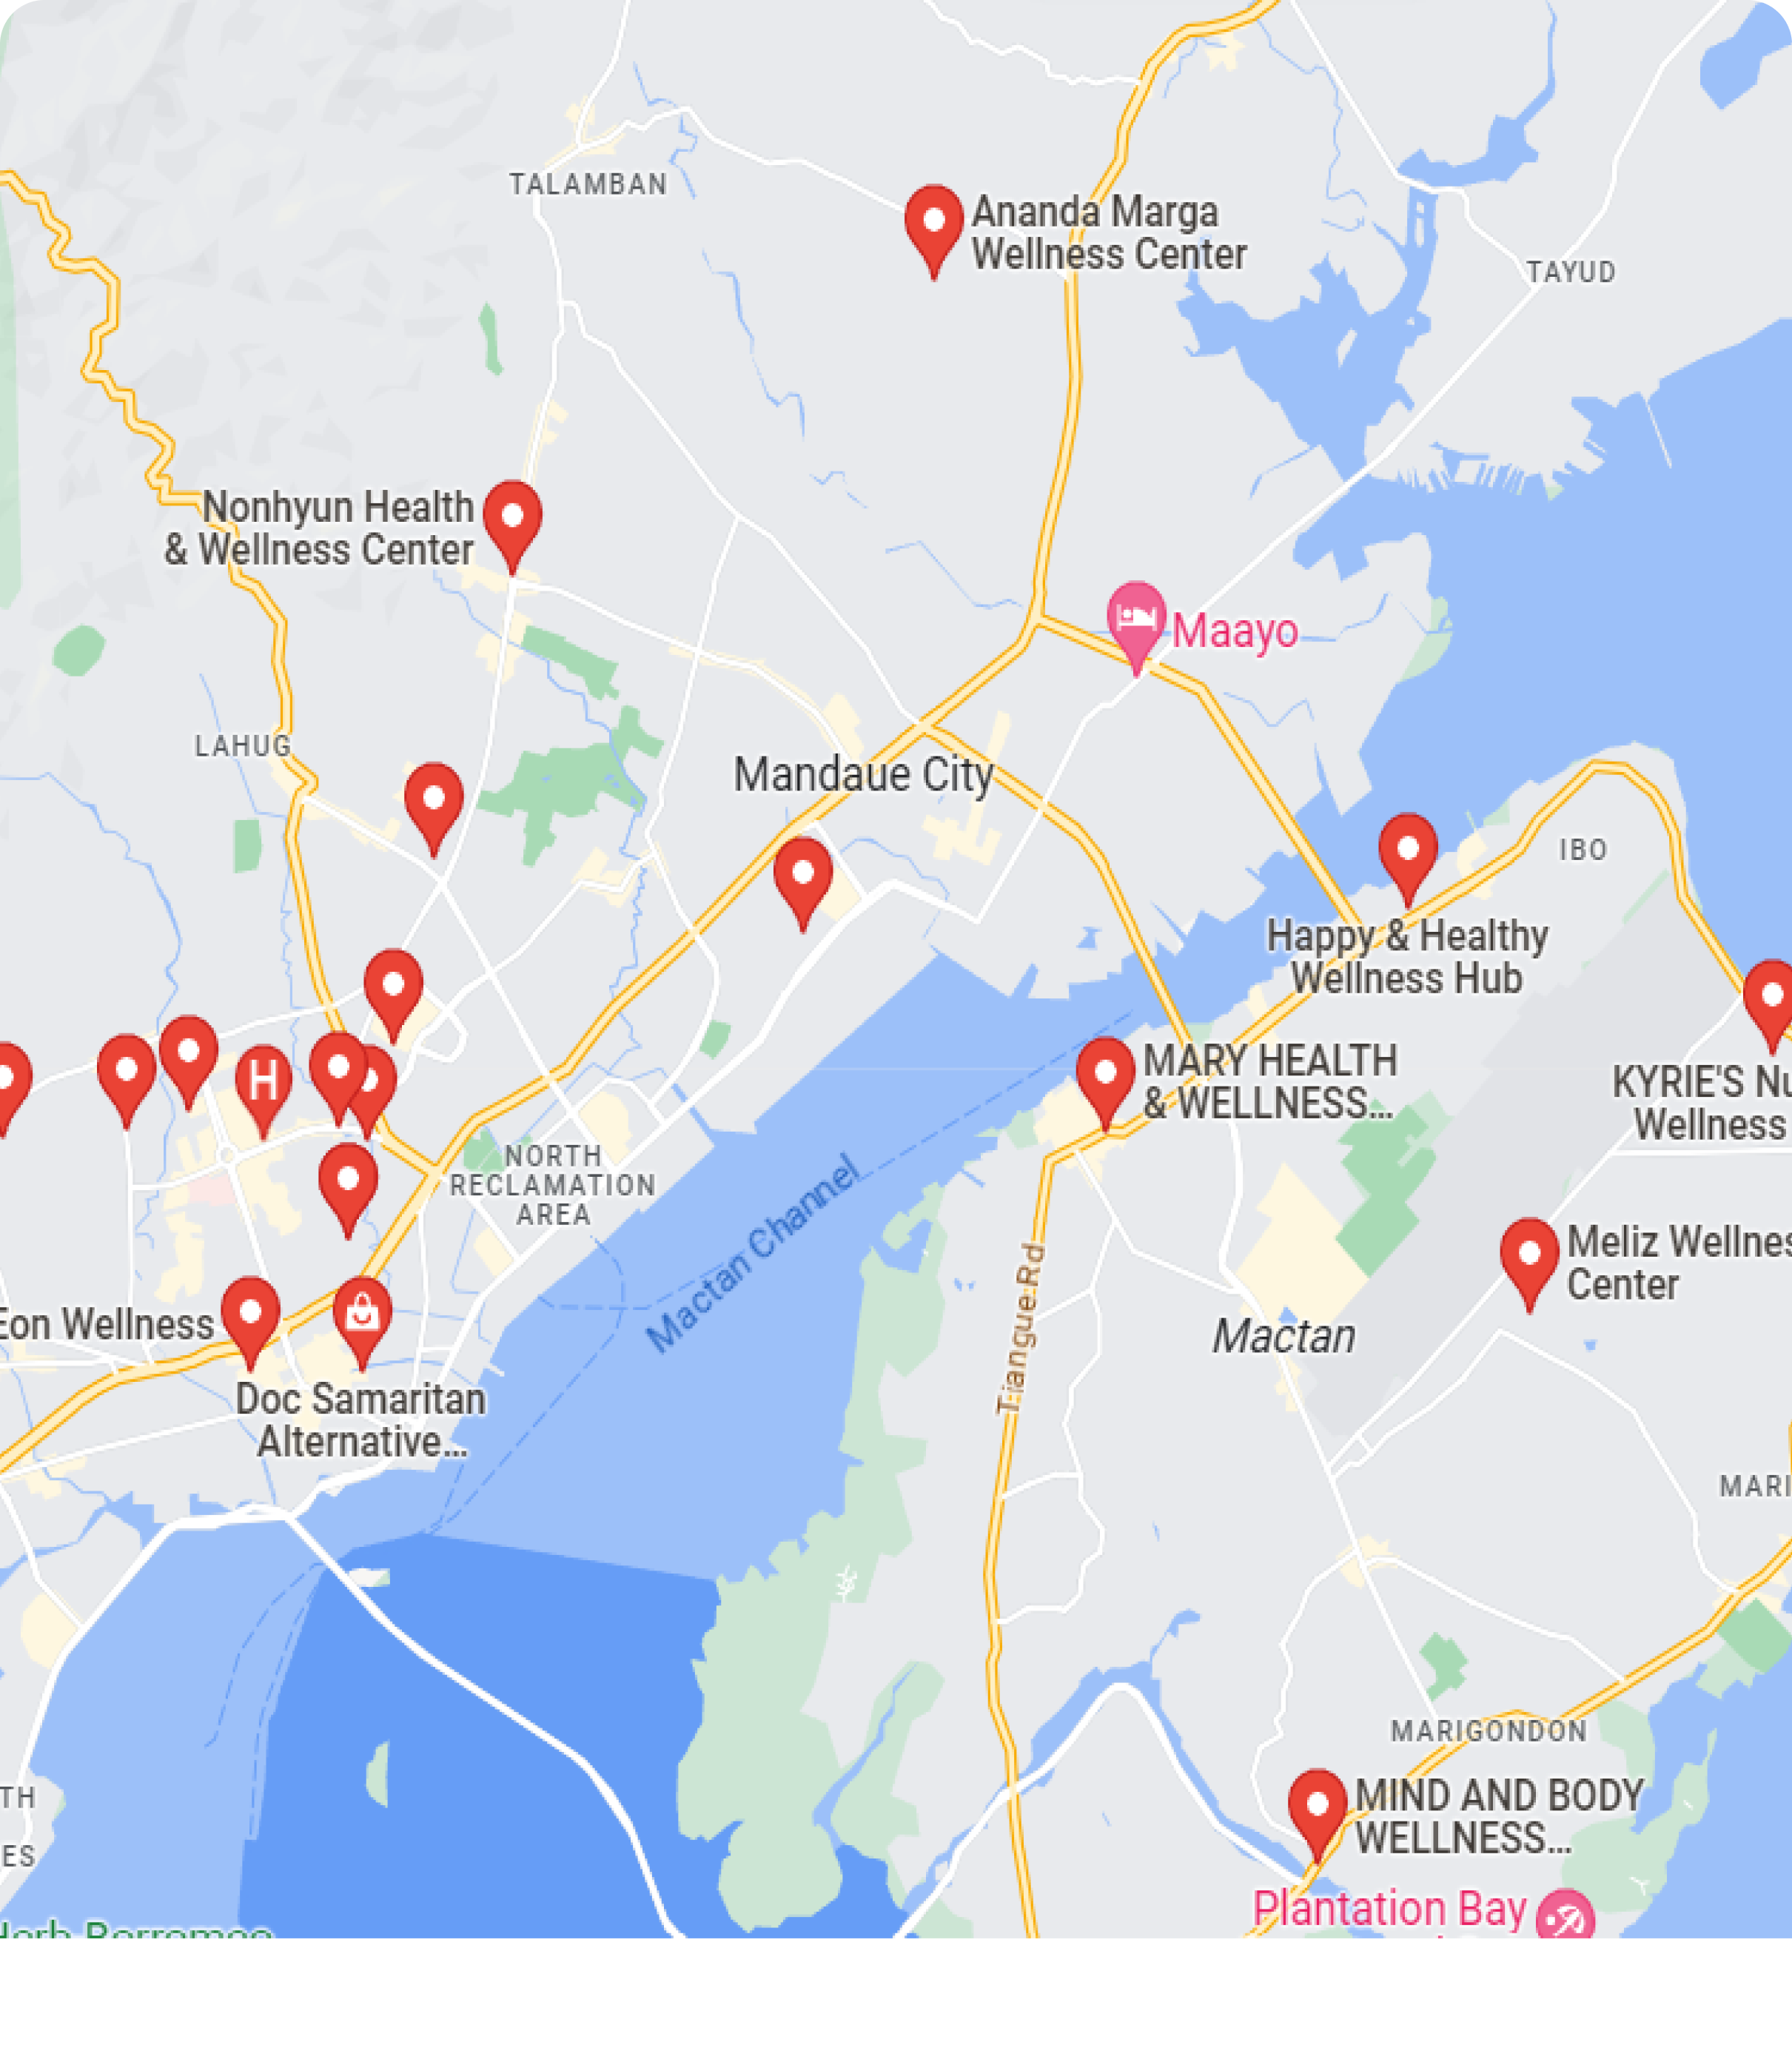 TALAMBAN
Ananda Marga
Wellness Center
TAYUD
Nonhyun Health
& Wellness Center
Maayo
LAHUG
Mandaue City
IBO
Happy & Healthy
Wellness Hub
H
MARY HEALTH
& WELLNESS...
KYRIE'S Nu
Wellness
NORTH
RECLAMATION
AREA
Mactan Channel
Tiangue Rd
Meliz Wellnes
Center
Eon Wellness
Mactan
Doc Samaritan
Alternative...
MARI
MARIGONDON
TH
ES
MIND AND BODY
WELLNESS...
Plantation Bay